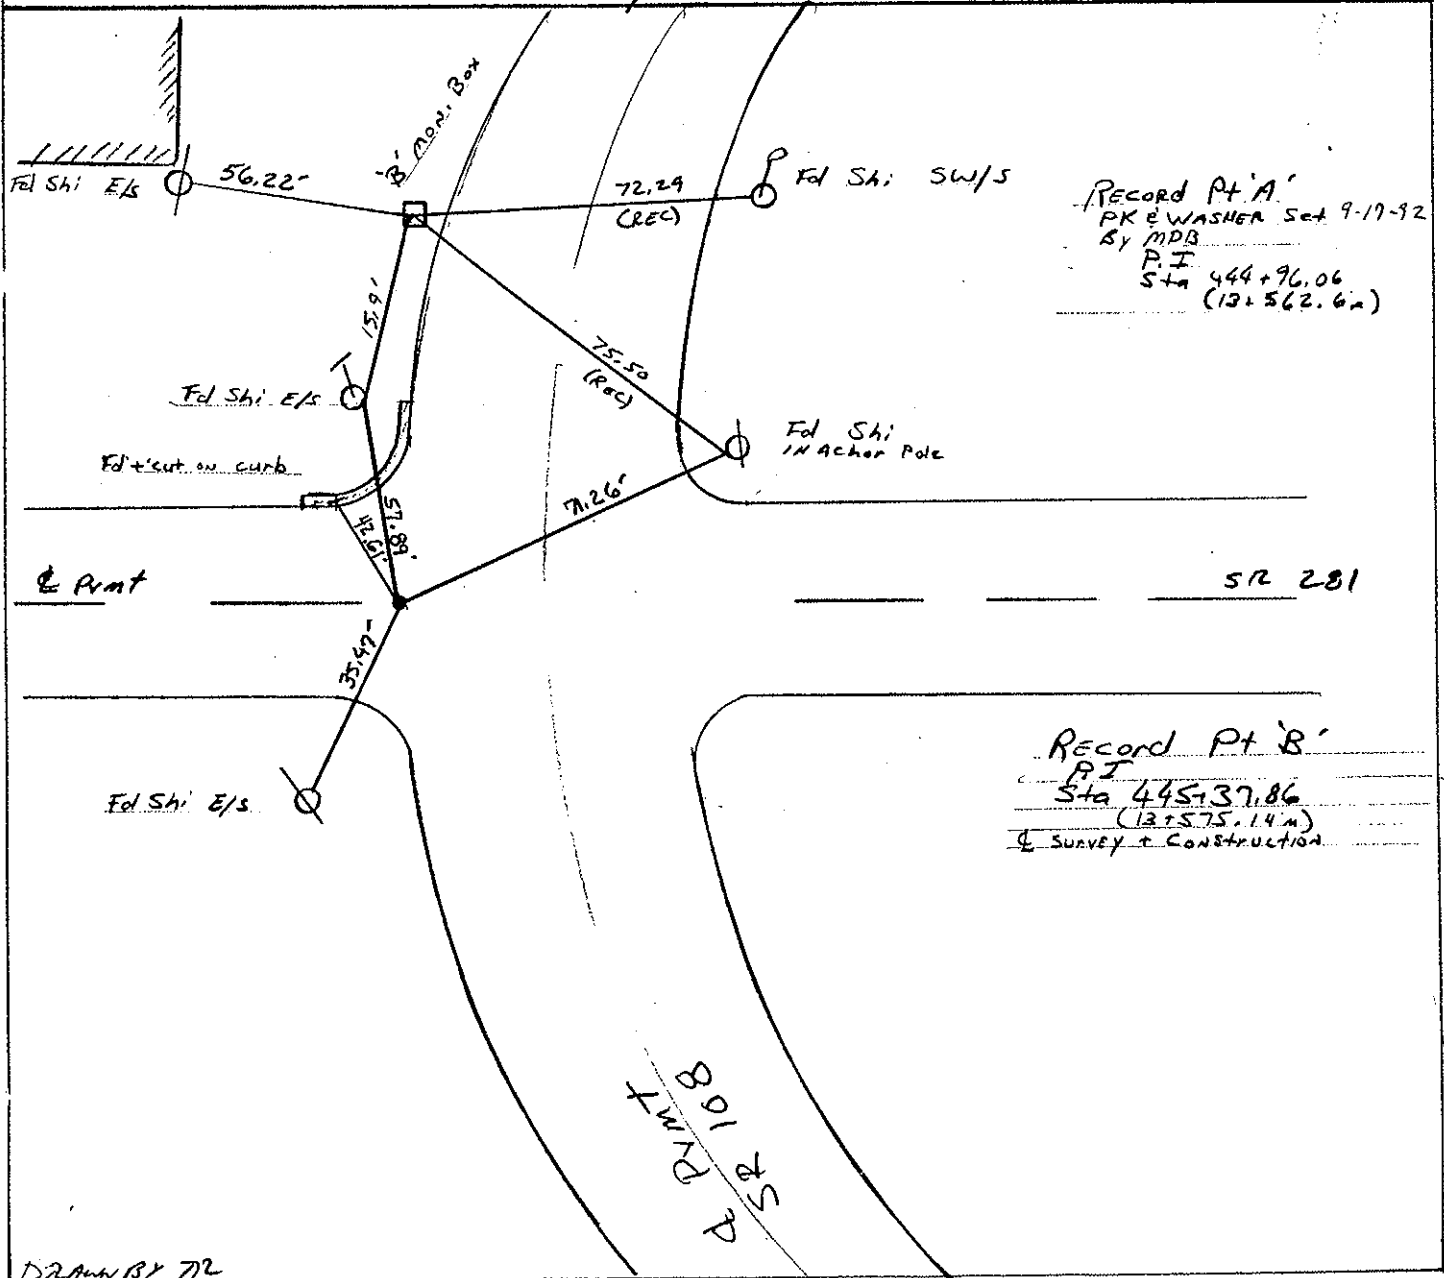 'B' MON. Box
Fd Shi E/s
56.22'
72.29
(REC)
Fd Shi SW/S
RECORD Pt 'A'
PK & WASHER Set 9-17-92
By MPB
P.I
Sta 444+96.06
(13+562.6m)
15.9'
75.50
(REC)
Fd Shi E/s
Fd Shi
IN Achor Pole
Fd '+' cut on curb
71.26'
57.89'
42.61'
℄ Pvmt
SR 281
35.47'
Record Pt 'B'
P.I
Sta 445+37.86
(13+575.14m)
℄ Survey + Construction
Fd Shi E/s
℄ Pvmt
SR 108
DRAWN BY